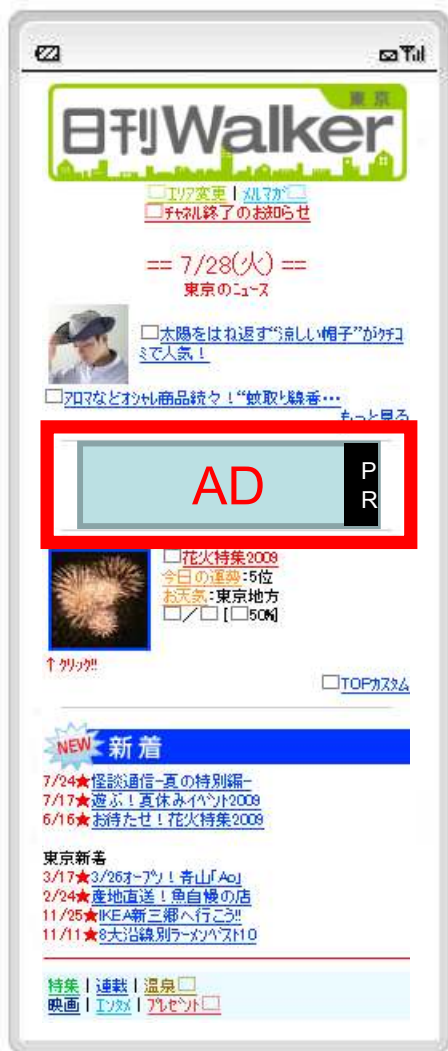 東京
日刊Walker
□ｴﾘｱ変更 | ﾒﾙﾏｶﾞ□
□ﾁｬﾈﾙ終了のお知らせ
== 7/28(火) ==
東京のﾆｭｰｽ
□太陽をはね返す“涼しい帽子”がｸﾁｺ
ﾐで人気！
□ｱﾛﾏなどｵｼｬﾚ商品続々！“蚊取り線香…
もっと見る
AD
PR
□花火特集2009
今日の運勢:5位
お天気:東京地方
□／□ [□50%]
↑ｸﾘｯｸ!!
□TOPｶｽﾀﾑ
NEW 新着
7/24★怪談通信-夏の特別編-
7/17★遊ぶ！夏休みｲﾍﾞﾝﾄ2009
6/16★お待たせ！花火特集2009
東京新着
3/17★3/26ｵｰﾌﾟﾝ！青山｢Ao｣
2/24★産地直送！魚自慢の店
11/25★IKEA新三郷へ行こう!!
11/11★8大沿線別ﾗｰﾒﾝﾍﾞｽﾄ10
特集 | 連載 | 温泉□
映画 | ｴﾝﾀﾒ | ﾌﾟﾚｾﾞﾝﾄ□